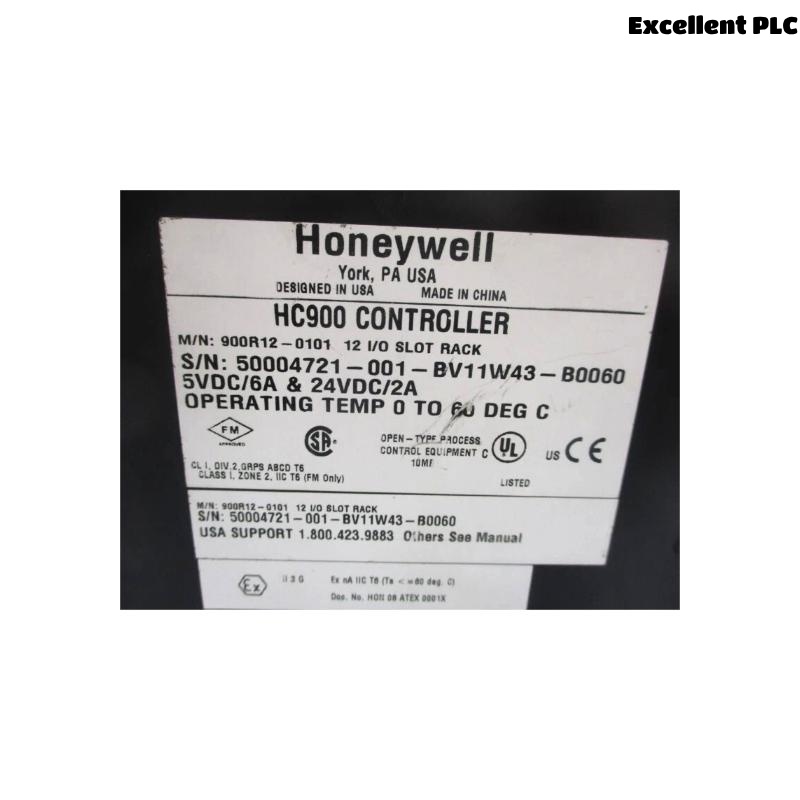 Excellent PLC
Honeywell
York, PA USA
DESIGNED IN USA MADE IN CHINA
HC900 CONTROLLER
M/N: 900R12-0101 12 I/O SLOT RACK
S/N: 50004721-001-BV11W43-B0060
5VDC/6A & 24VDC/2A
OPERATING TEMP 0 TO 60 DEG C
FM
APPROVED
CL I, DIV.2, GRPS ABCD T6
CLASS I, ZONE 2, IIC T6 (FM Only)
SA
OPEN-TYPE PROCESS
CONTROL EQUIPMENT C UL US CE
LISTED
M/N: 900R12-0101 12 I/O SLOT RACK
S/N: 50004721-001-BV11W43-B0060
USA SUPPORT 1.800.423.9883 Others See Manual
Ex II 3 G Ex nA IIC T6 (Ta <=60 deg. C)
Doc. No. HON 08 ATEX 0001X